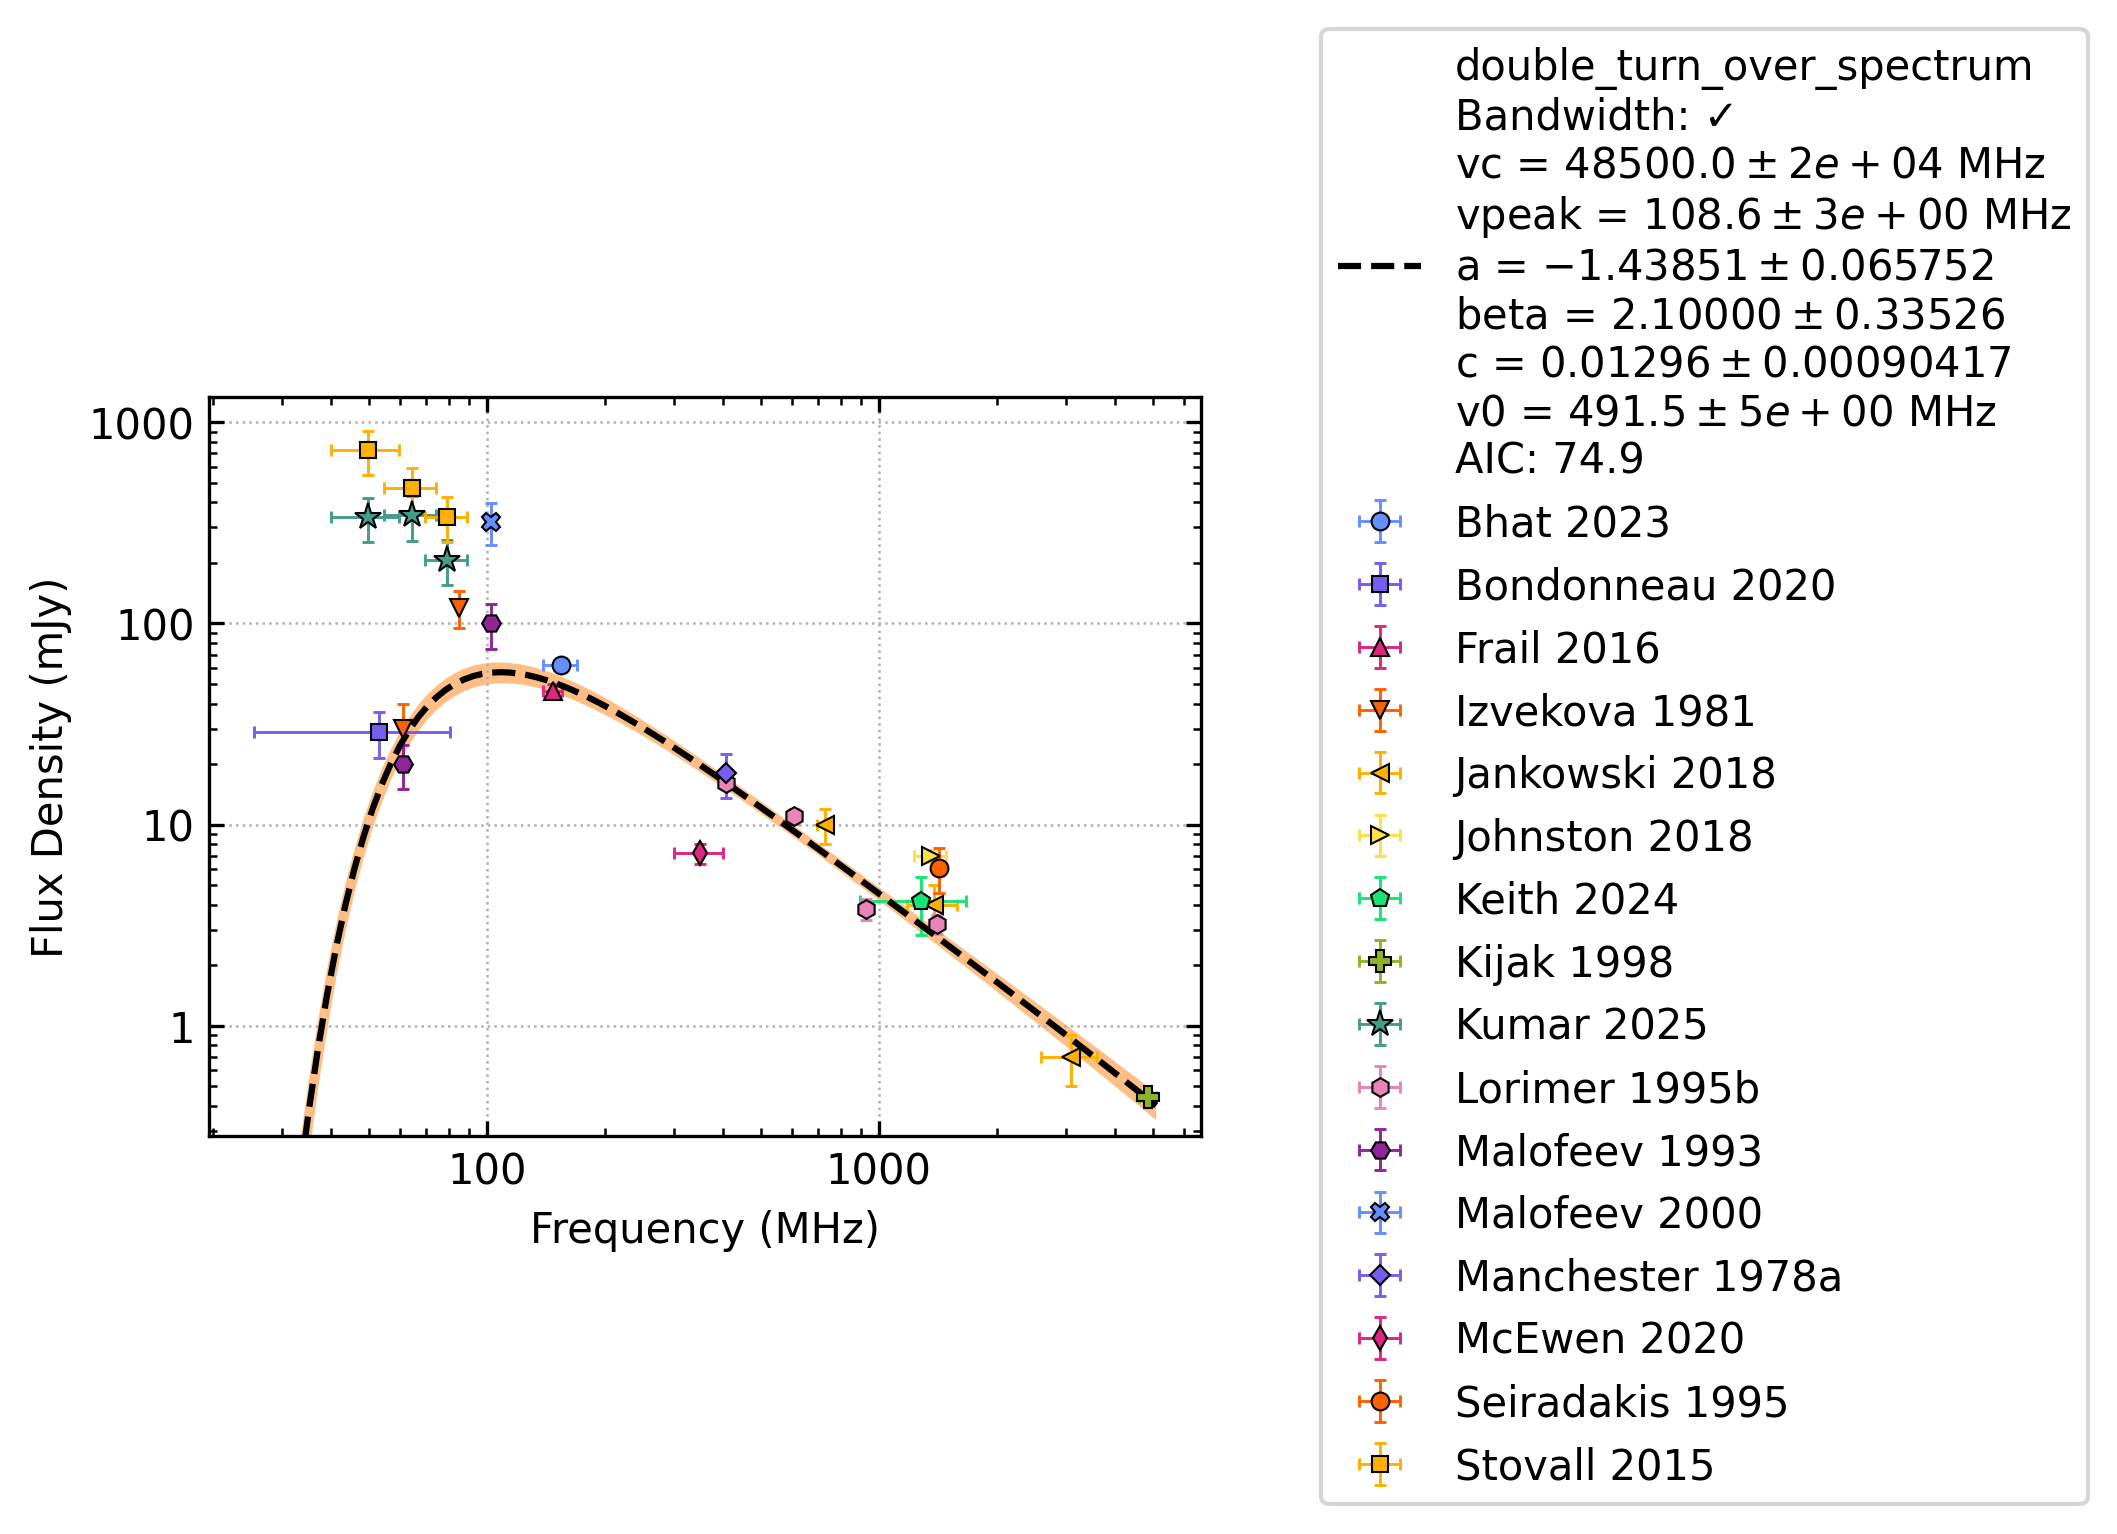 double_turn_over_spectrum
Bandwidth: ✓
vc = 48500.0 ± 2e + 04 MHz
vpeak = 108.6 ± 3e + 00 MHz
a = −1.43851 ± 0.065752
beta = 2.10000 ± 0.33526
c = 0.01296 ± 0.00090417
v0 = 491.5 ± 5e + 00 MHz
AIC: 74.9
Bhat 2023
Bondonneau 2020
Frail 2016
Izvekova 1981
Jankowski 2018
Johnston 2018
Keith 2024
Kijak 1998
Kumar 2025
Lorimer 1995b
Malofeev 1993
Malofeev 2000
Manchester 1978a
McEwen 2020
Seiradakis 1995
Stovall 2015
Flux Density (mJy)
1000
100
10
1
100 1000
Frequency (MHz)